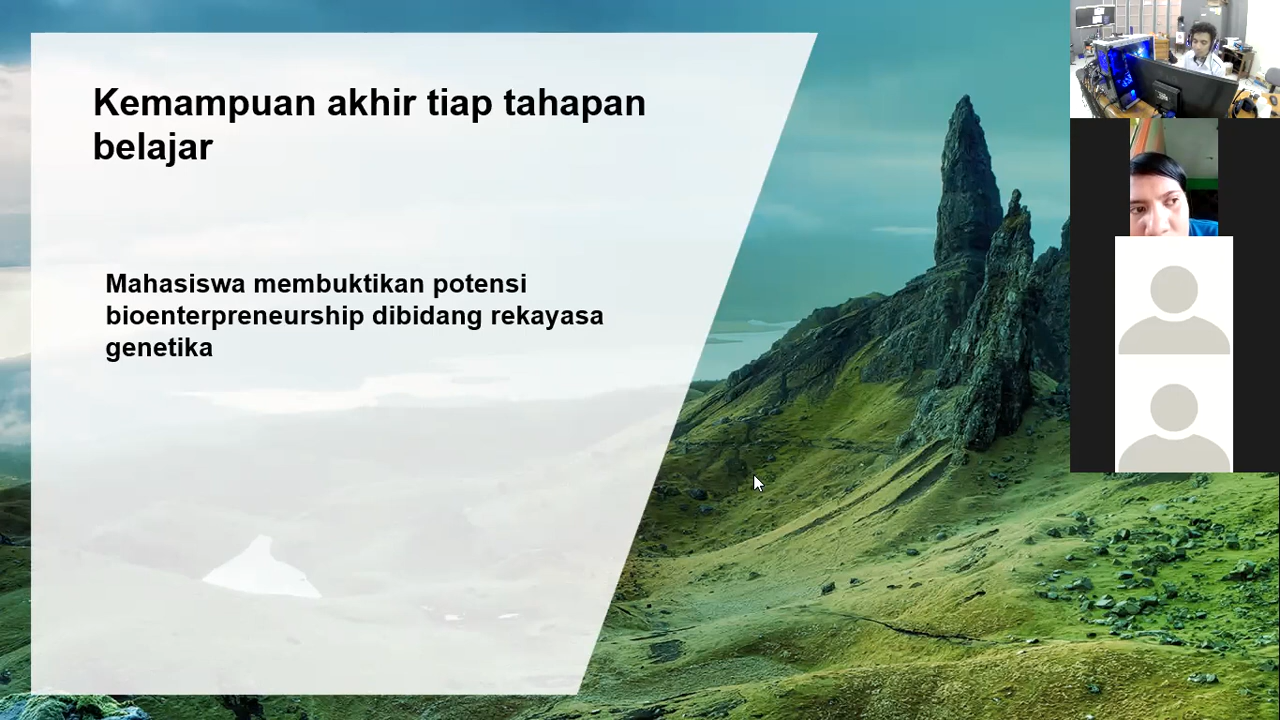 Kemampuan akhir tiap tahapan
belajar
Mahasiswa membuktikan potensi
bioenterpreneurship dibidang rekayasa
genetika